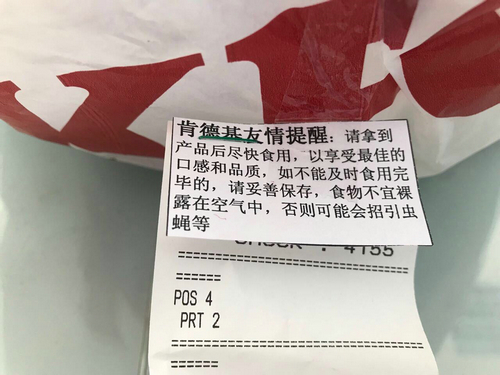 肯德基友情提醒：请拿到
产品后尽快食用，以享受最佳的
口感和品质，如不能及时食用完
毕的，请妥善保存，食物不宜裸
露在空气中，否则可能会招引虫
蝇等
CHECK : 4155
========================
======
POS 4
PRT 2
========================
======